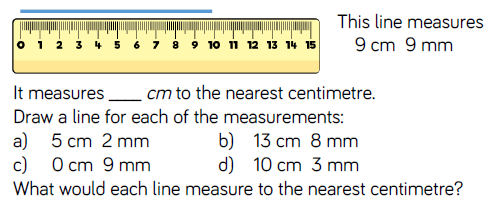 This line measures
9 cm 9 mm
0 1 2 3 4 5 6 7 8 9 10 11 12 13 14 15
It measures ____ cm to the nearest centimetre.
Draw a line for each of the measurements:
a) 5 cm 2 mm b) 13 cm 8 mm
c) 0 cm 9 mm d) 10 cm 3 mm
What would each line measure to the nearest centimetre?